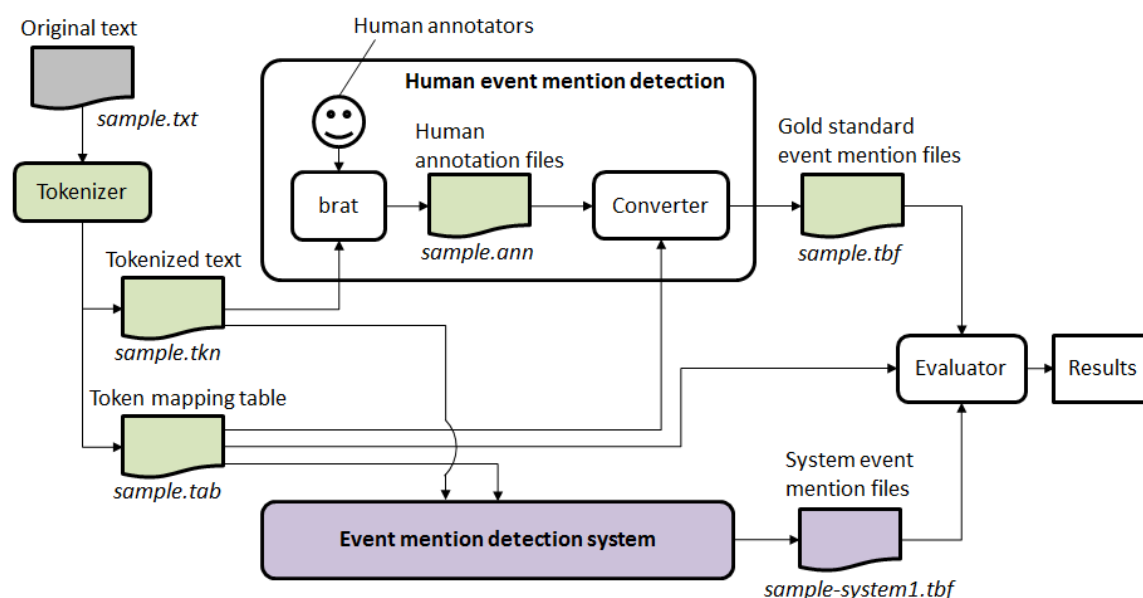 Original text
sample.txt
Tokenizer
Tokenized text
sample.tkn
Token mapping table
sample.tab
Human annotators
Human event mention detection
brat
Human
annotation files
sample.ann
Converter
Gold standard
event mention files
sample.tbf
Evaluator
Results
Event mention detection system
System event
mention files
sample-system1.tbf